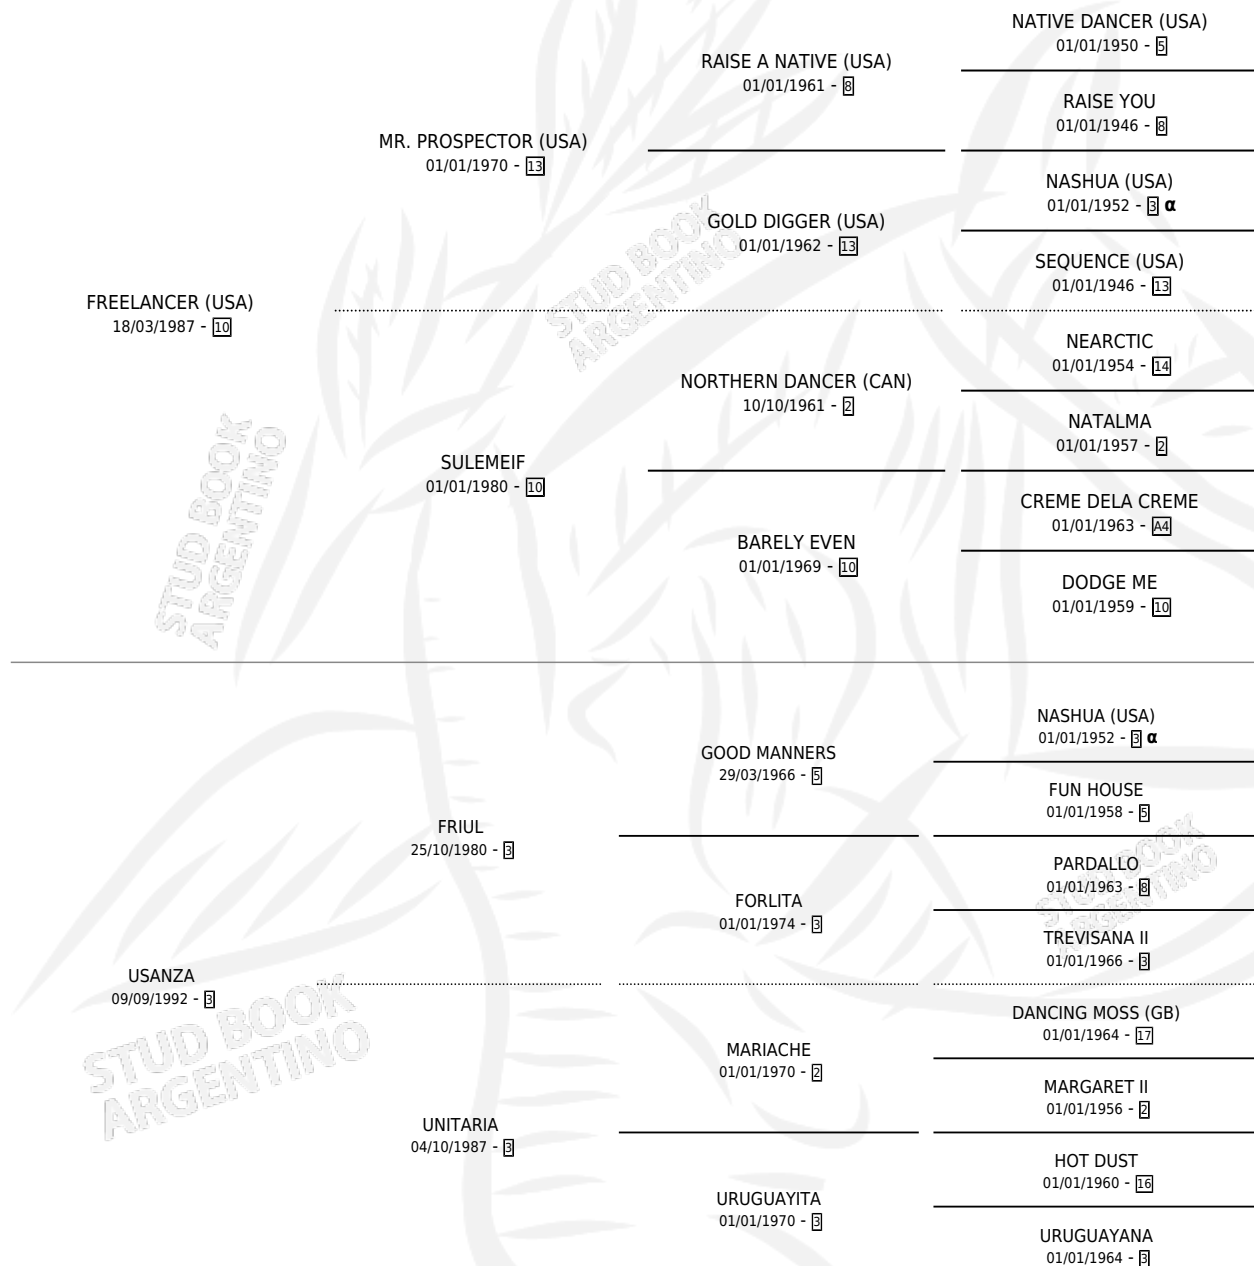 NATIVE DANCER (USA)
01/01/1950 - 5
RAISE A NATIVE (USA)
01/01/1961 - 8
RAISE YOU
01/01/1946 - 8
MR. PROSPECTOR (USA)
01/01/1970 - 13
NASHUA (USA)
01/01/1952 - 3 α
GOLD DIGGER (USA)
01/01/1962 - 13
SEQUENCE (USA)
01/01/1946 - 13
FREELANCER (USA)
18/03/1987 - 10
NEARCTIC
01/01/1954 - 14
NORTHERN DANCER (CAN)
10/10/1961 - 2
NATALMA
01/01/1957 - 2
SULEMEIF
01/01/1980 - 10
CREME DELA CREME
01/01/1963 - A4
BARELY EVEN
01/01/1969 - 10
DODGE ME
01/01/1959 - 10
NASHUA (USA)
01/01/1952 - 3 α
GOOD MANNERS
29/03/1966 - 5
FUN HOUSE
01/01/1958 - 5
FRIUL
25/10/1980 - 3
PARDALLO
01/01/1963 - 8
FORLITA
01/01/1974 - 3
TREVISANA II
01/01/1966 - 3
USANZA
09/09/1992 - 3
DANCING MOSS (GB)
01/01/1964 - 17
MARIACHE
01/01/1970 - 2
MARGARET II
01/01/1956 - 2
UNITARIA
04/10/1987 - 3
HOT DUST
01/01/1960 - 16
URUGUAYITA
01/01/1970 - 3
URUGUAYANA
01/01/1964 - 3
STUD BOOK
ARGENTINO
STUD BOOK
ARGENTINO
STUD BOOK
ARGENTINO
STUD BOOK
ARGENTINO